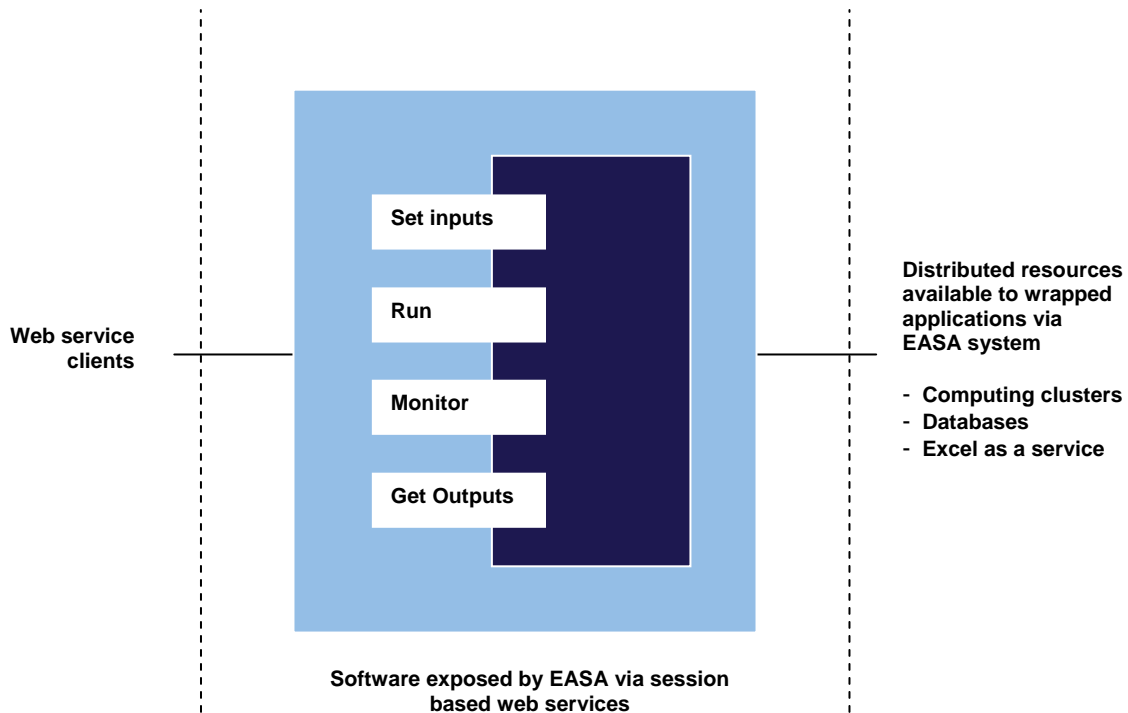 Web service
clients
Set inputs
Run
Monitor
Get Outputs
Distributed resources
available to wrapped
applications via
EASA system
- Computing clusters
- Databases
- Excel as a service
Software exposed by EASA via session
based web services